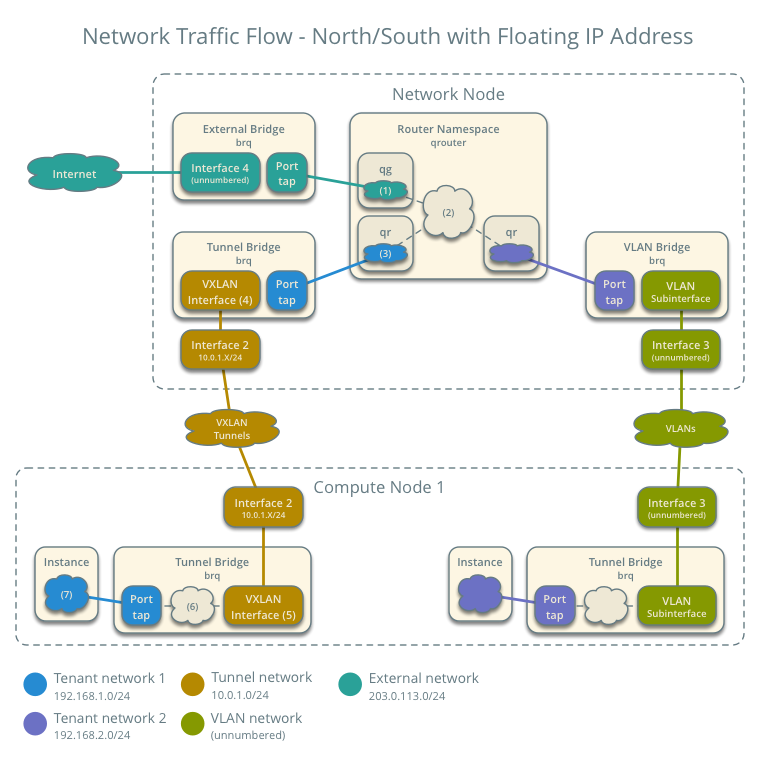 Network Traffic Flow - North/South with Floating IP Address
Network Node
External Bridge
brq
Interface 4
(unnumbered)
Port
tap
Internet
Router Namespace
qrouter
qg
(1)
(2)
qr
(3)
qr
Tunnel Bridge
brq
VXLAN
Interface (4)
Port
tap
Interface 2
10.0.1.X/24
VLAN Bridge
brq
Port
tap
VLAN
Subinterface
Interface 3
(unnumbered)
VXLAN
Tunnels
VLANs
Compute Node 1
Interface 2
10.0.1.X/24
Interface 3
(unnumbered)
Instance
(7)
Tunnel Bridge
brq
Port
tap
(6)
VXLAN
Interface (5)
Instance
Tunnel Bridge
brq
Port
tap
VLAN
Subinterface
Tenant network 1
192.168.1.0/24
Tunnel network
10.0.1.0/24
External network
203.0.113.0/24
Tenant network 2
192.168.2.0/24
VLAN network
(unnumbered)